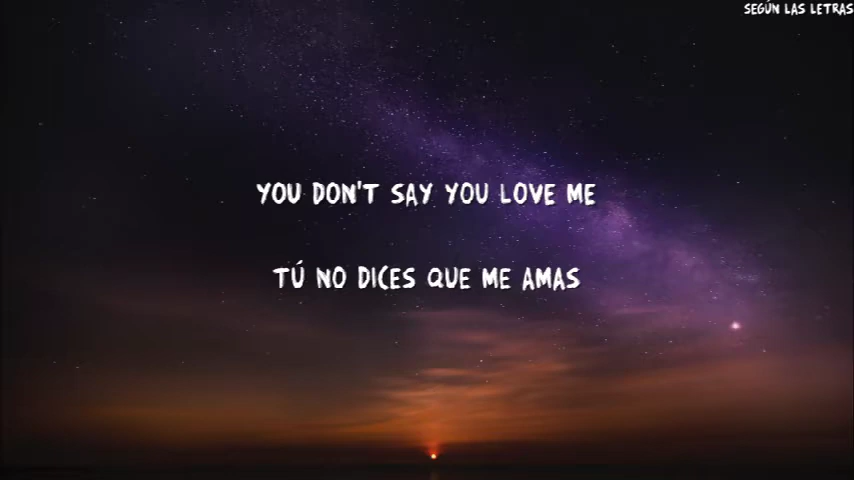 SEGÚN LAS LETRAS
YOU DON'T SAY YOU LOVE ME
TÚ NO DICES QUE ME AMAS